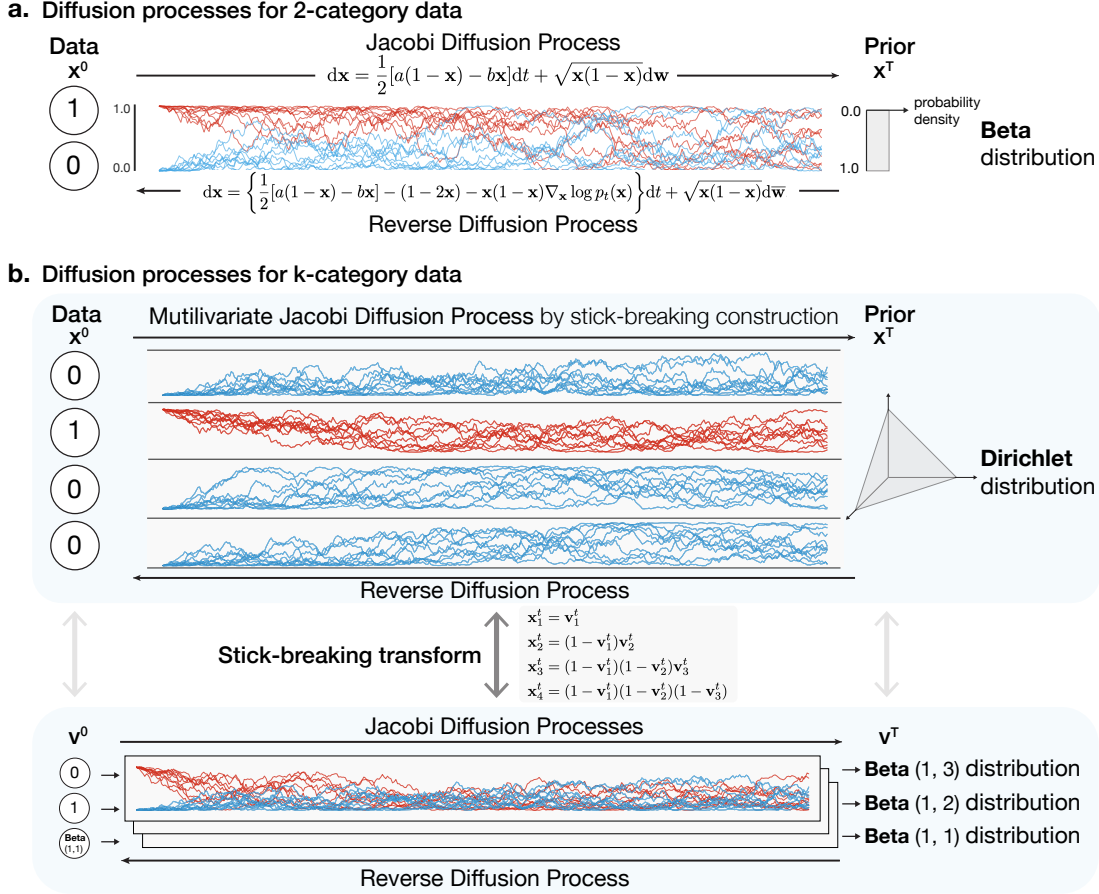 a. Diffusion processes for 2-category data
Data
x⁰
Jacobi Diffusion Process
dx = 1/2[a(1 − x) − bx]dt + √x(1 − x)dw
Prior
x^T
1
0
1.0
0.0
0.0
1.0
probability
density
Beta
distribution
dx = {1/2[a(1 − x) − bx] − (1 − 2x) − x(1 − x)∇ₓ log pₜ(x)}dt + √x(1 − x)dw̅
Reverse Diffusion Process
b. Diffusion processes for k-category data
Data
x⁰
Mutilivariate Jacobi Diffusion Process by stick-breaking construction
Prior
x^T
0
1
0
0
Dirichlet
distribution
Reverse Diffusion Process
Stick-breaking transform
x₁ᵗ = v₁ᵗ
x₂ᵗ = (1 − v₁ᵗ)v₂ᵗ
x₃ᵗ = (1 − v₁ᵗ)(1 − v₂ᵗ)v₃ᵗ
x₄ᵗ = (1 − v₁ᵗ)(1 − v₂ᵗ)(1 − v₃ᵗ)
v⁰
Jacobi Diffusion Processes
v^T
0
1
Beta
(1,1)
Beta (1, 3) distribution
Beta (1, 2) distribution
Beta (1, 1) distribution
Reverse Diffusion Process